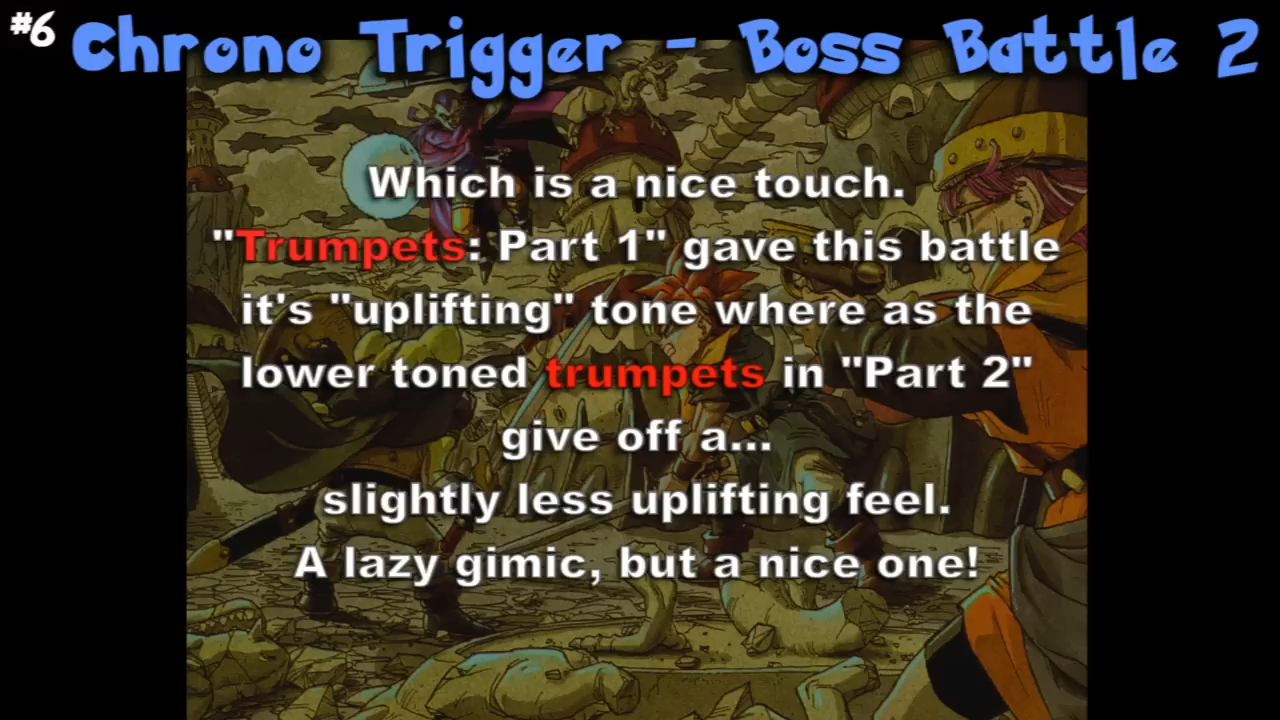 #6 Chrono Trigger - Boss Battle 2
Which is a nice touch.
"Trumpets: Part 1" gave this battle
it's "uplifting" tone where as the
lower toned trumpets in "Part 2"
give off a...
slightly less uplifting feel.
A lazy gimic, but a nice one!